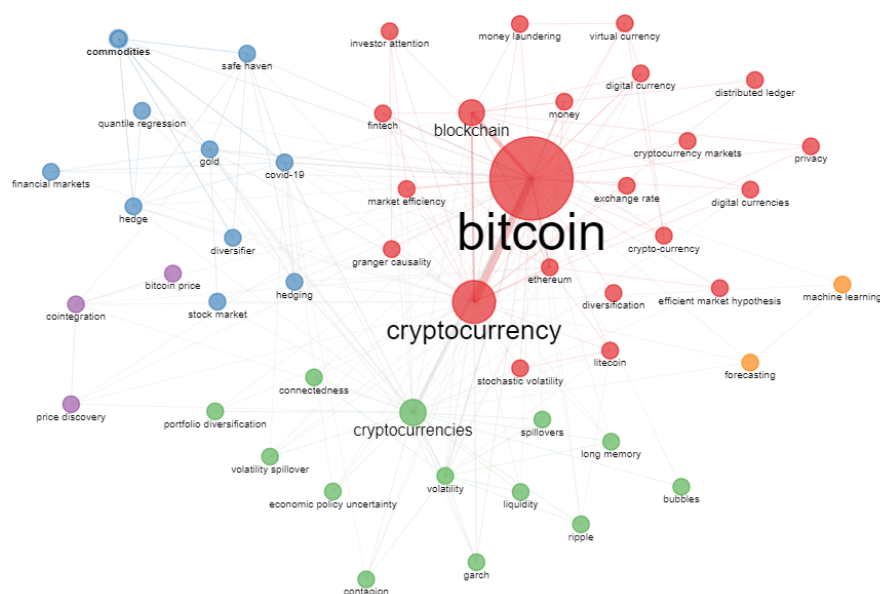 investor attention
money laundering
virtual currency
commodities
safe haven
digital currency
distributed ledger
quantile regression
fintech
blockchain
money
financial markets
gold
covid-19
cryptocurrency markets
privacy
hedge
market efficiency
exchange rate
digital currencies
diversifier
bitcoin
granger causality
crypto-currency
bitcoin price
hedging
ethereum
cointegration
stock market
cryptocurrency
diversification
efficient market hypothesis
machine learning
connectedness
stochastic volatility
litecoin
forecasting
price discovery
portfolio diversification
cryptocurrencies
spillovers
long memory
volatility spillover
volatility
economic policy uncertainty
liquidity
bubbles
ripple
garch
contagion